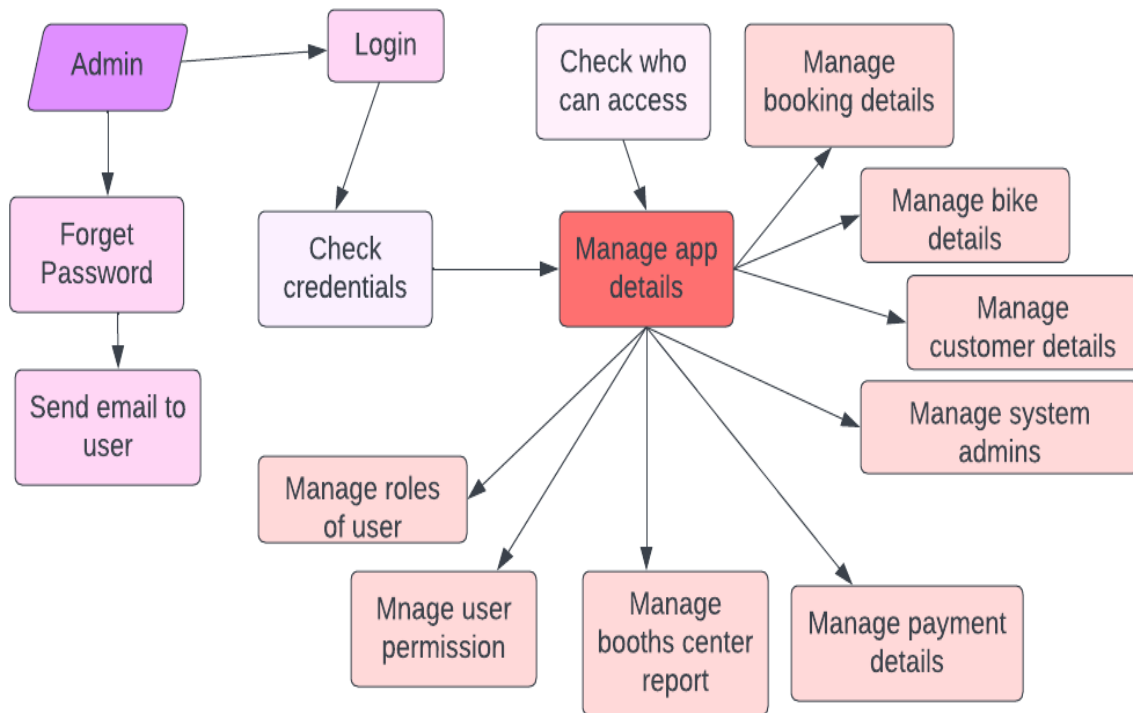 Admin
Login
Check who
can access
Manage
booking details
Manage bike
details
Forget
Password
Check
credentials
Manage app
details
Manage
customer details
Send email to
user
Manage system
admins
Manage roles
of user
Mnage user
permission
Manage
booths center
report
Manage payment
details